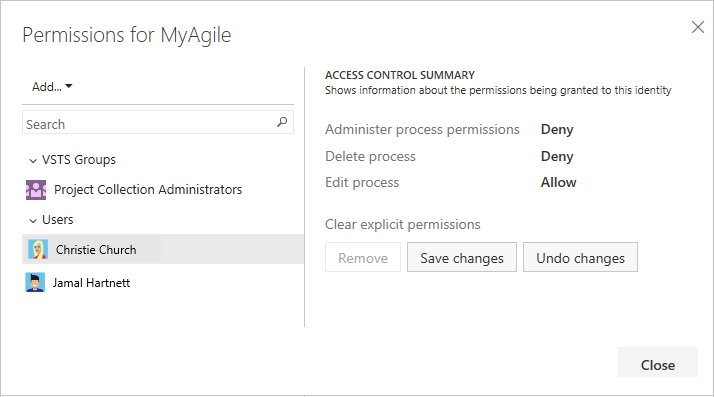 Permissions for MyAgile
Add...
Search
VSTS Groups
Project Collection Administrators
Users
Christie Church
Jamal Hartnett
ACCESS CONTROL SUMMARY
Shows information about the permissions being granted to this identity
Administer process permissions Deny
Delete process Deny
Edit process Allow
Clear explicit permissions
Remove Save changes Undo changes
Close